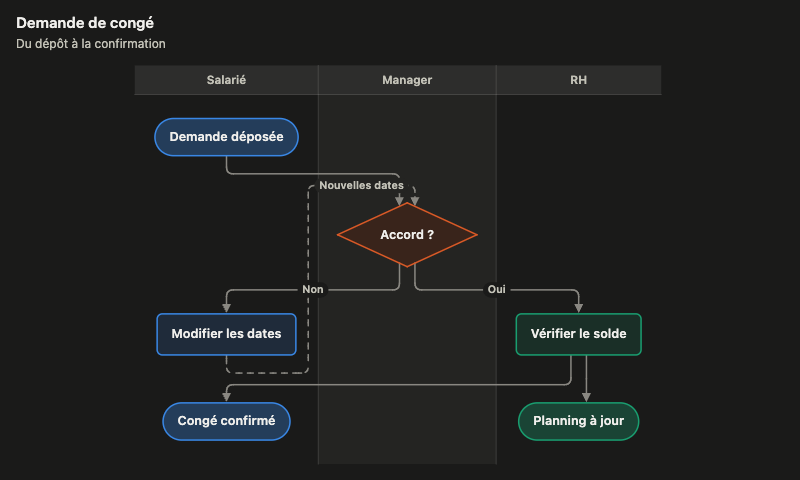 Demande de congé
Du dépôt à la confirmation
Salarié
Manager
RH
Demande déposée
Nouvelles dates
Accord ?
Non
Oui
Modifier les dates
Vérifier le solde
Congé confirmé
Planning à jour